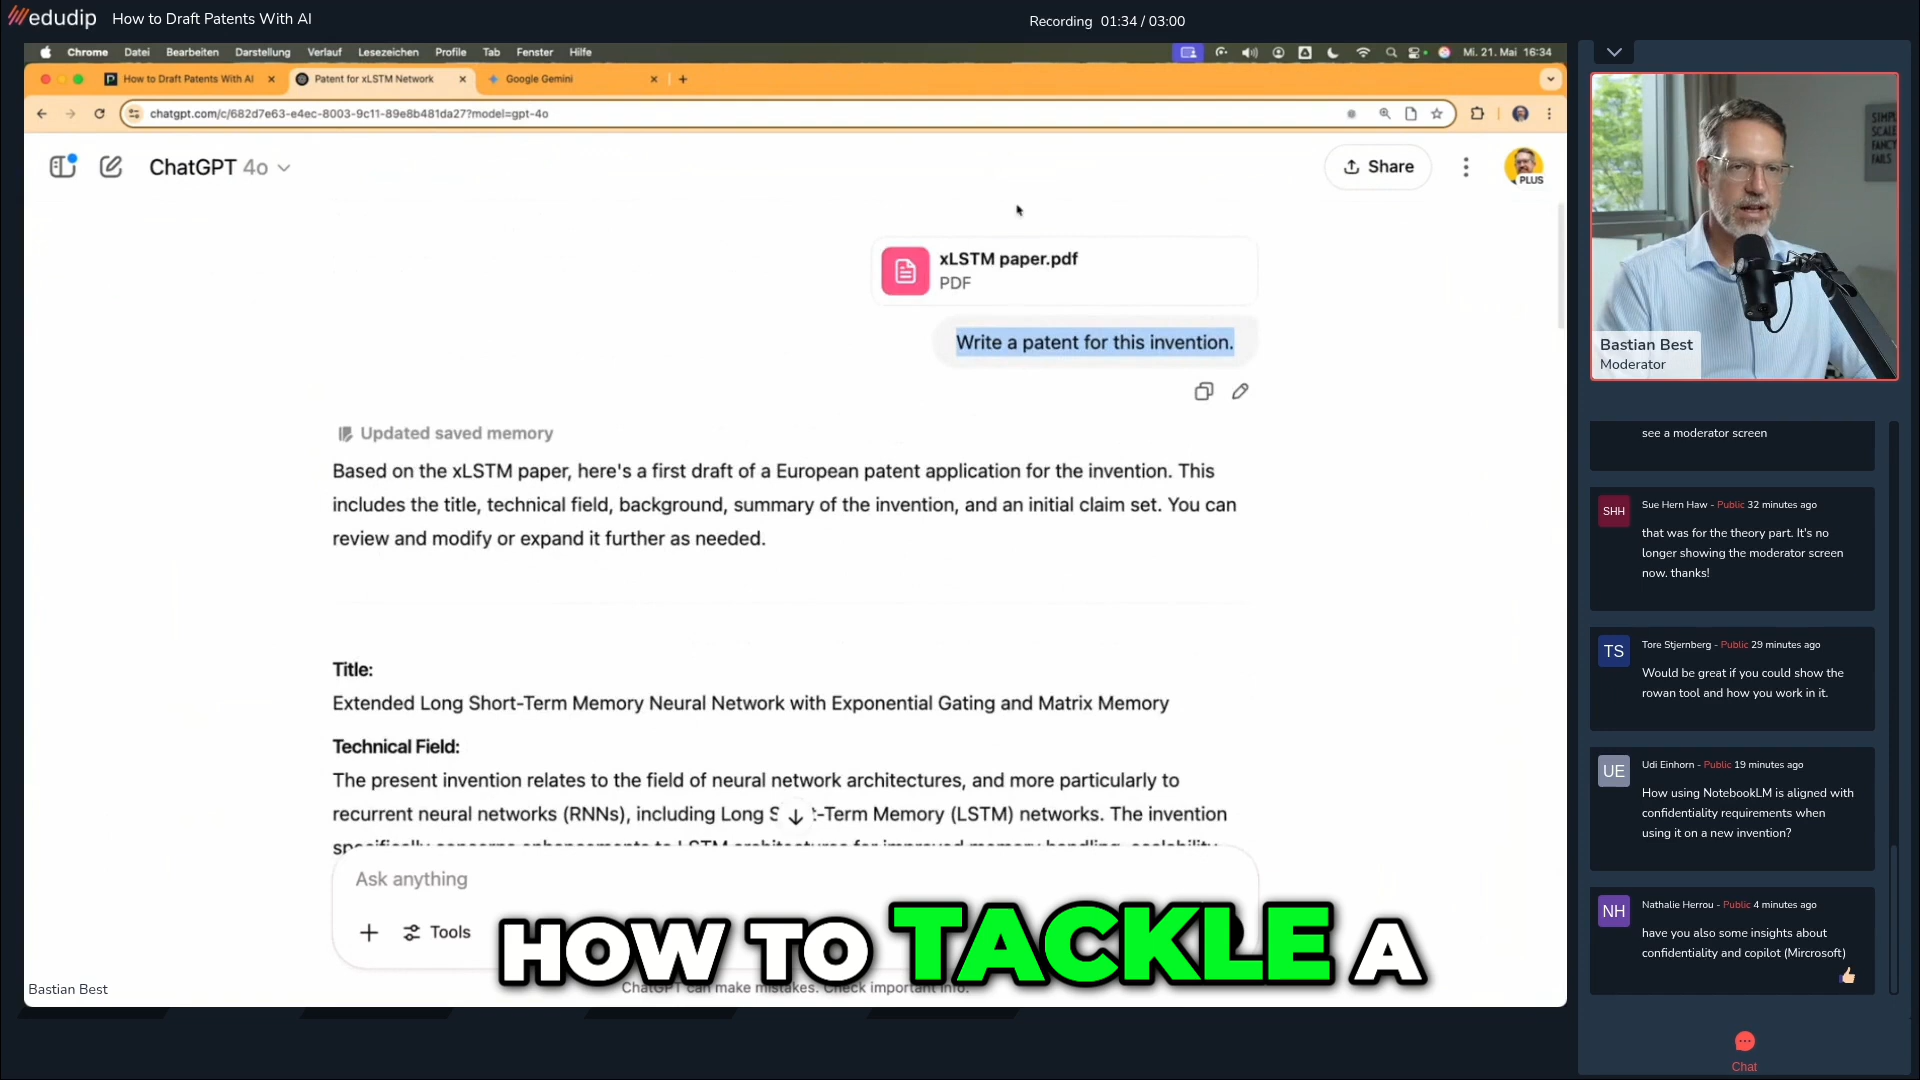 edudip How to Draft Patents With AI
Recording 01:34 / 03:00
Chrome Datei Bearbeiten Darstellung Verlauf Lesezeichen Profile Tab Fenster Hilfe
Mi. 21. Mai 16:34
How to Draft Patents With AI
Patent for xLSTM Network
Google Gemini
chatgpt.com/c/682d7e63-e4ec-8003-9c11-89e8b481da27?model=gpt-4o
ChatGPT 4o
Share
PLUS
xLSTM paper.pdf
PDF
Write a patent for this invention.
Updated saved memory
Based on the xLSTM paper, here's a first draft of a European patent application for the invention. This
includes the title, technical field, background, summary of the invention, and an initial claim set. You can
review and modify or expand it further as needed.
Title:
Extended Long Short-Term Memory Neural Network with Exponential Gating and Matrix Memory
Technical Field:
The present invention relates to the field of neural network architectures, and more particularly to
recurrent neural networks (RNNs), including Long S t-Term Memory (LSTM) networks. The invention
Ask anything
Tools
HOW TO TACKLE A
ChatGPT can make mistakes. Check important info.
Bastian Best
SIMPL
SCALE
FANCY
FAILS
Bastian Best
Moderator
see a moderator screen
SHH
Sue Hern Haw - Public 32 minutes ago
that was for the theory part. It's no
longer showing the moderator screen
now. thanks!
TS
Tore Stjernberg - Public 29 minutes ago
Would be great if you could show the
rowan tool and how you work in it.
UE
Udi Einhorn - Public 19 minutes ago
How using NotebookLM is aligned with
confidentiality requirements when
using it on a new invention?
NH
Nathalie Herrou - Public 4 minutes ago
have you also some insights about
confidentiality and copilot (Mircrosoft)
Chat